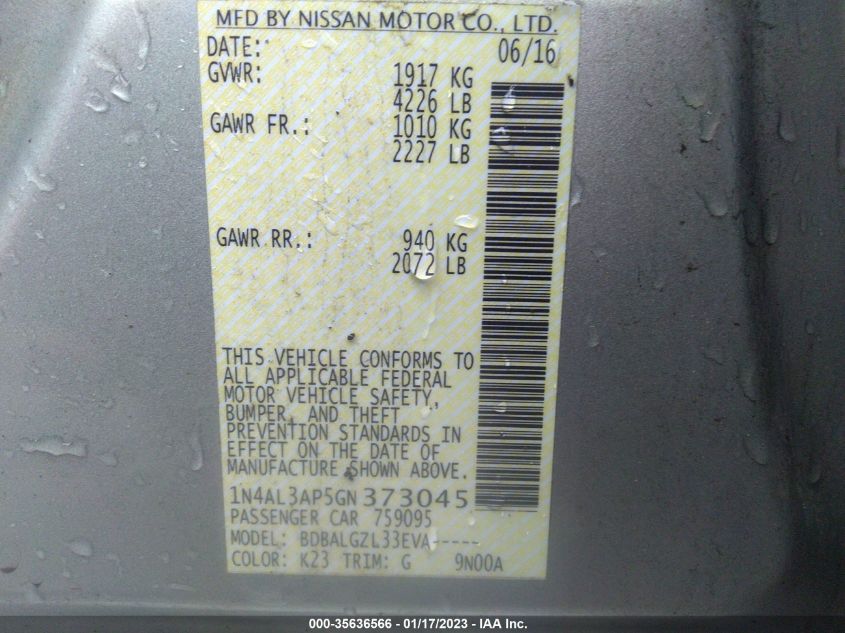 MFD BY NISSAN MOTOR CO., LTD.
DATE: 06/16
GVWR: 1917 KG
4226 LB
GAWR FR.: 1010 KG
2227 LB
GAWR RR.: 940 KG
2072 LB
THIS VEHICLE CONFORMS TO
ALL APPLICABLE FEDERAL
MOTOR VEHICLE SAFETY,
BUMPER, AND THEFT
PREVENTION STANDARDS IN
EFFECT ON THE DATE OF
MANUFACTURE SHOWN ABOVE.
1N4AL3AP5GN373045
PASSENGER CAR 759095
MODEL: BDBALGZL33EVA-----
COLOR: K23 TRIM: G 9N00A
000-35636566 - 01/17/2023 - IAA Inc.